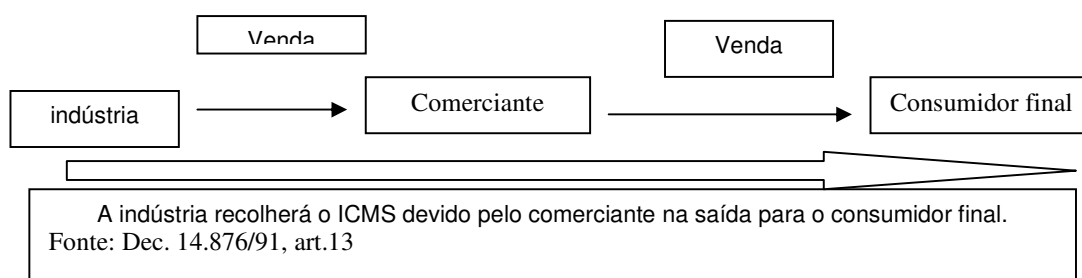 Venda
Venda
indústria
Comerciante
Consumidor final
A indústria recolherá o ICMS devido pelo comerciante na saída para o consumidor final.
Fonte: Dec. 14.876/91, art.13